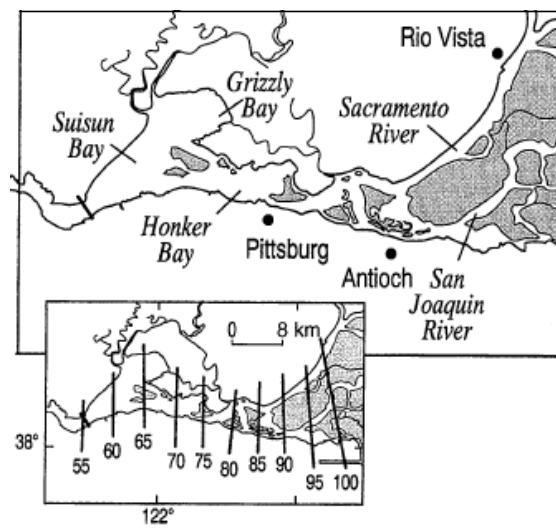 Rio Vista
Grizzly
Bay
Sacramento
River
Suisun
Bay
Honker
Bay
Pittsburg
Antioch
San
Joaquin
River
0 8 km
38°
55
60
65
70
75
80
85
90
95
100
122°